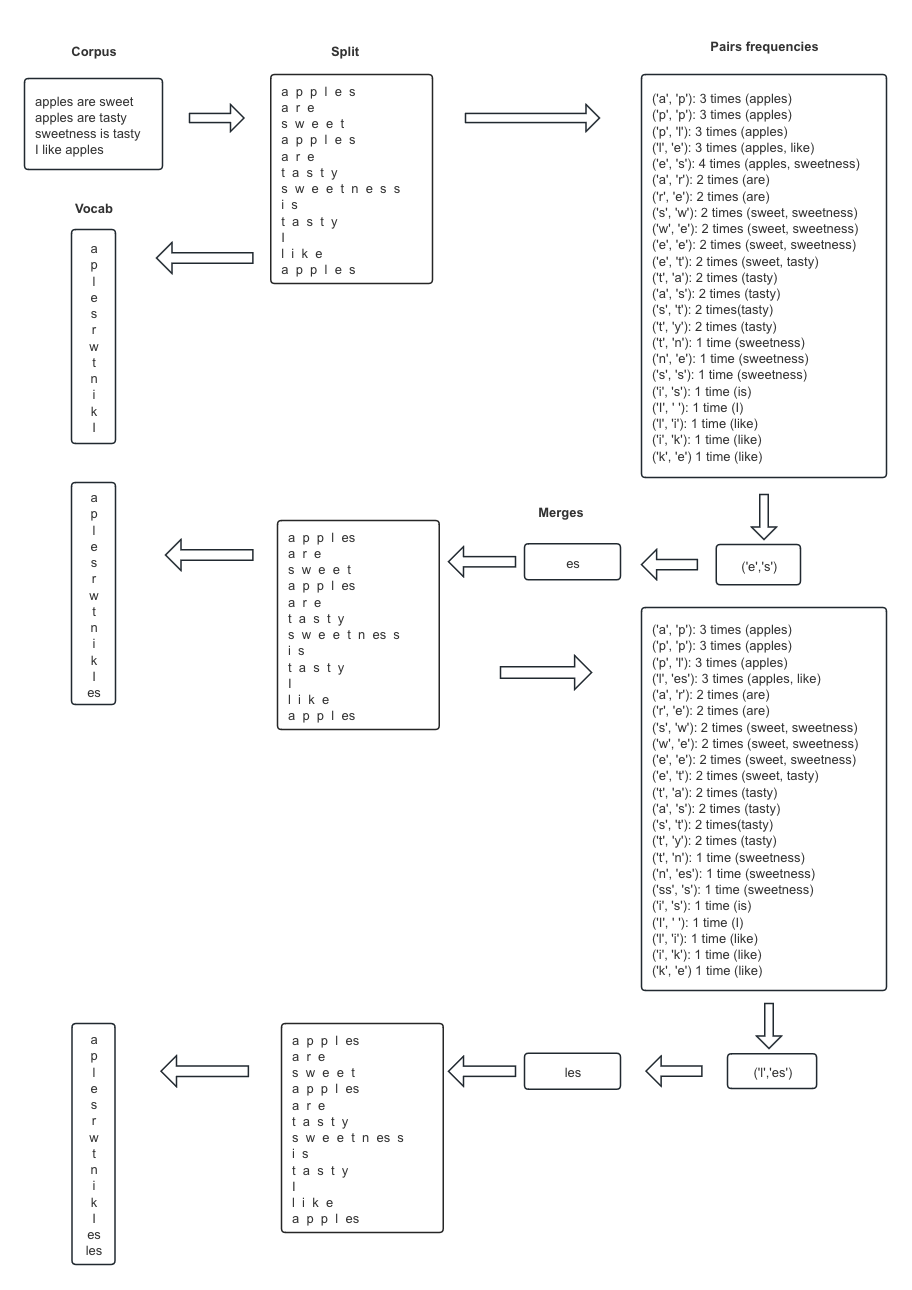 Corpus
apples are sweet
apples are tasty
sweetness is tasty
I like apples
Split
a p p l e s
a r e
s w e e t
a p p l e s
a r e
t a s t y
s w e e t n e s s
i s
t a s t y
I
l i k e
a p p l e s
Pairs frequencies
('a', 'p'): 3 times (apples)
('p', 'p'): 3 times (apples)
('p', 'l'): 3 times (apples)
('l', 'e'): 3 times (apples, like)
('e', 's'): 4 times (apples, sweetness)
('a', 'r'): 2 times (are)
('r', 'e'): 2 times (are)
('s', 'w'): 2 times (sweet, sweetness)
('w', 'e'): 2 times (sweet, sweetness)
('e', 'e'): 2 times (sweet, sweetness)
('e', 't'): 2 times (sweet, tasty)
('t', 'a'): 2 times (tasty)
('a', 's'): 2 times (tasty)
('s', 't'): 2 times(tasty)
('t', 'y'): 2 times (tasty)
('t', 'n'): 1 time (sweetness)
('n', 'e'): 1 time (sweetness)
('s', 's'): 1 time (sweetness)
('i', 's'): 1 time (is)
('I', ' '): 1 time (I)
('l', 'i'): 1 time (like)
('i', 'k'): 1 time (like)
('k', 'e') 1 time (like)
Vocab
a
p
l
e
s
r
w
t
n
i
k
I
a
p
l
e
s
r
w
t
n
i
k
I
es
a p p l es
a r e
s w e e t
a p p l es
a r e
t a s t y
s w e e t n es s
i s
t a s t y
I
l i k e
a p p l es
Merges
es
('e','s')
('a', 'p'): 3 times (apples)
('p', 'p'): 3 times (apples)
('p', 'l'): 3 times (apples)
('l', 'es'): 3 times (apples, like)
('a', 'r'): 2 times (are)
('r', 'e'): 2 times (are)
('s', 'w'): 2 times (sweet, sweetness)
('w', 'e'): 2 times (sweet, sweetness)
('e', 'e'): 2 times (sweet, sweetness)
('e', 't'): 2 times (sweet, tasty)
('t', 'a'): 2 times (tasty)
('a', 's'): 2 times (tasty)
('s', 't'): 2 times(tasty)
('t', 'y'): 2 times (tasty)
('t', 'n'): 1 time (sweetness)
('n', 'es'): 1 time (sweetness)
('ss', 's'): 1 time (sweetness)
('i', 's'): 1 time (is)
('I', ' '): 1 time (I)
('l', 'i'): 1 time (like)
('i', 'k'): 1 time (like)
('k', 'e') 1 time (like)
a
p
l
e
s
r
w
t
n
i
k
I
es
les
a p p l es
a r e
s w e e t
a p p l es
a r e
t a s t y
s w e e t n es s
i s
t a s t y
I
l i k e
a p p l es
les
('l','es')